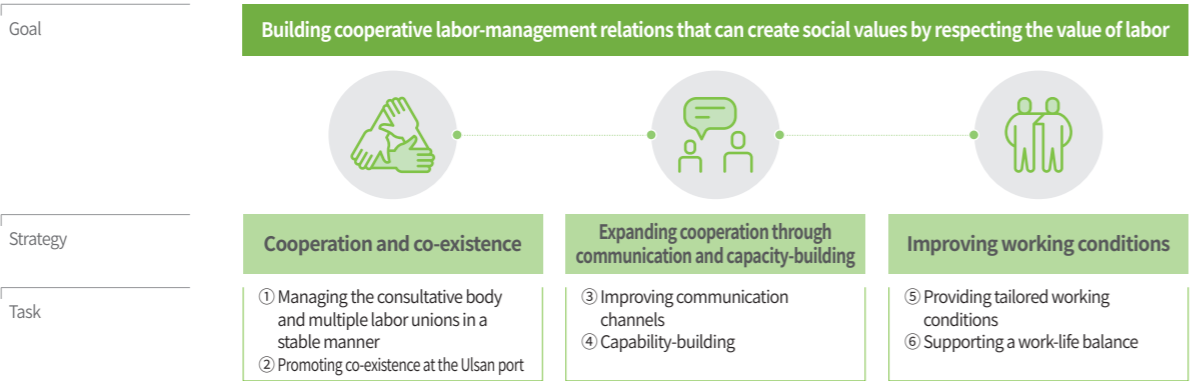 Goal
Building cooperative labor-management relations that can create social values by respecting the value of labor
Strategy
Cooperation and co-existence
Expanding cooperation through
communication and capacity-building
Improving working conditions
Task
① Managing the consultative body
and multiple labor unions in a
stable manner
② Promoting co-existence at the Ulsan port
③ Improving communication
channels
④ Capability-building
⑤ Providing tailored working
conditions
⑥ Supporting a work-life balance